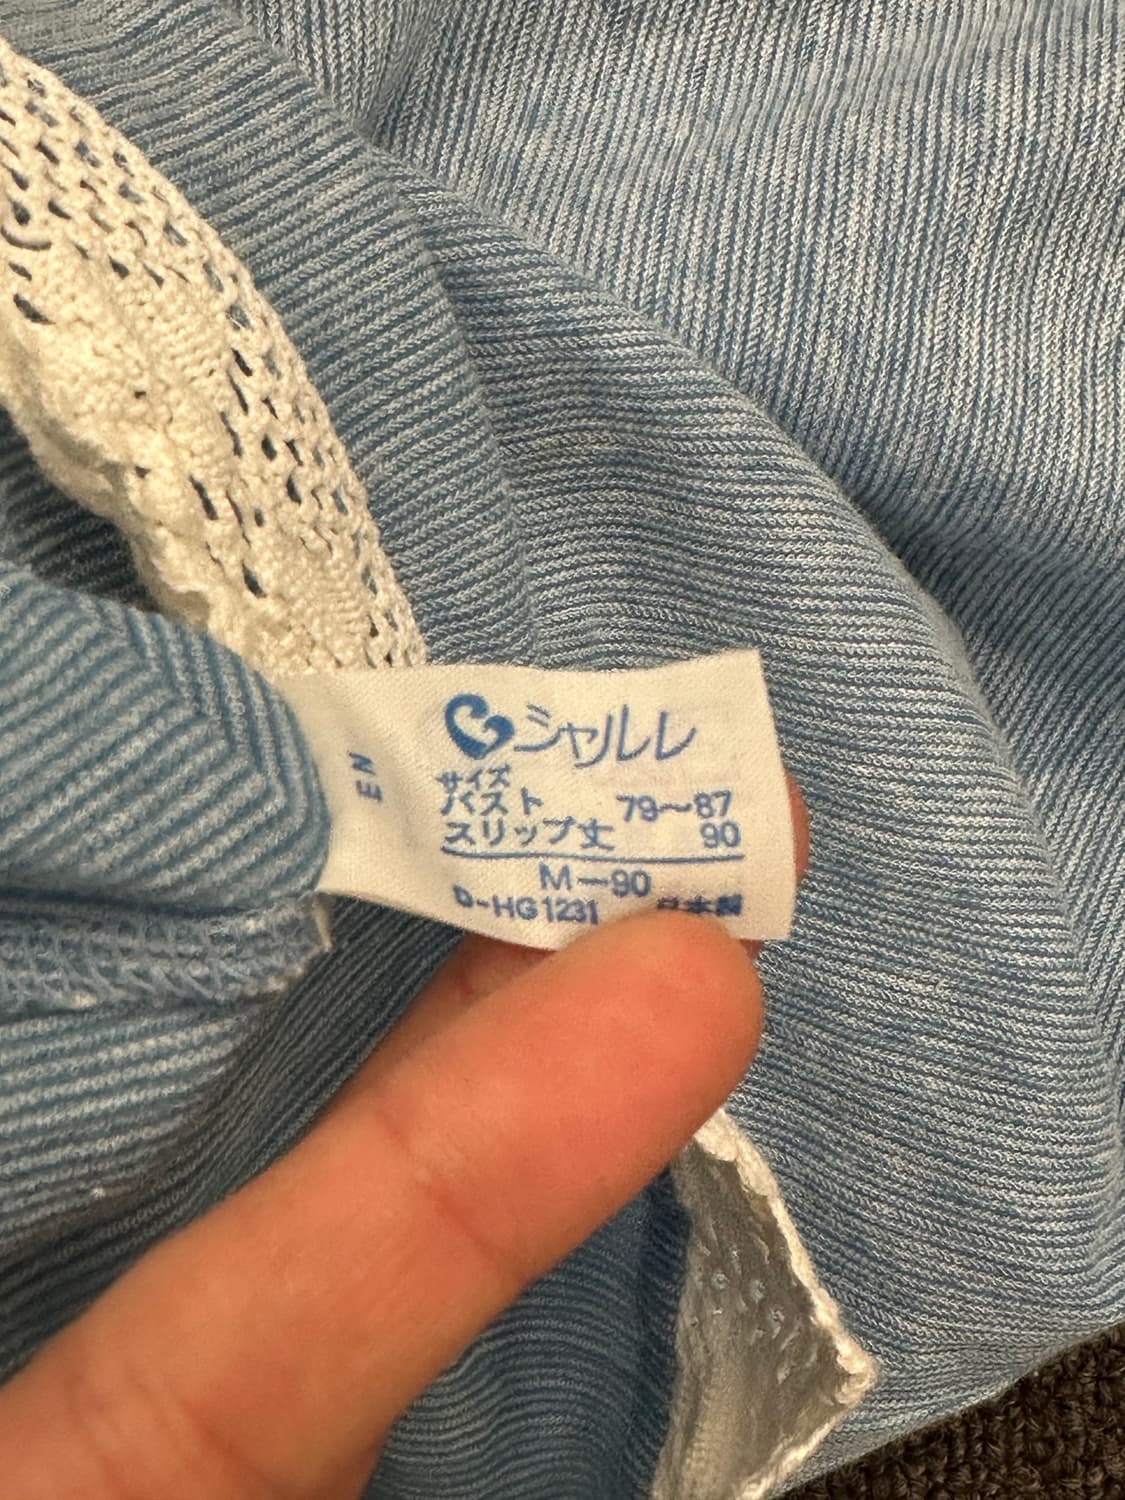 シャルレ
サイズ
バスト 79〜87
スリップ丈 90
M-90
D-HG1231 日本製
EN